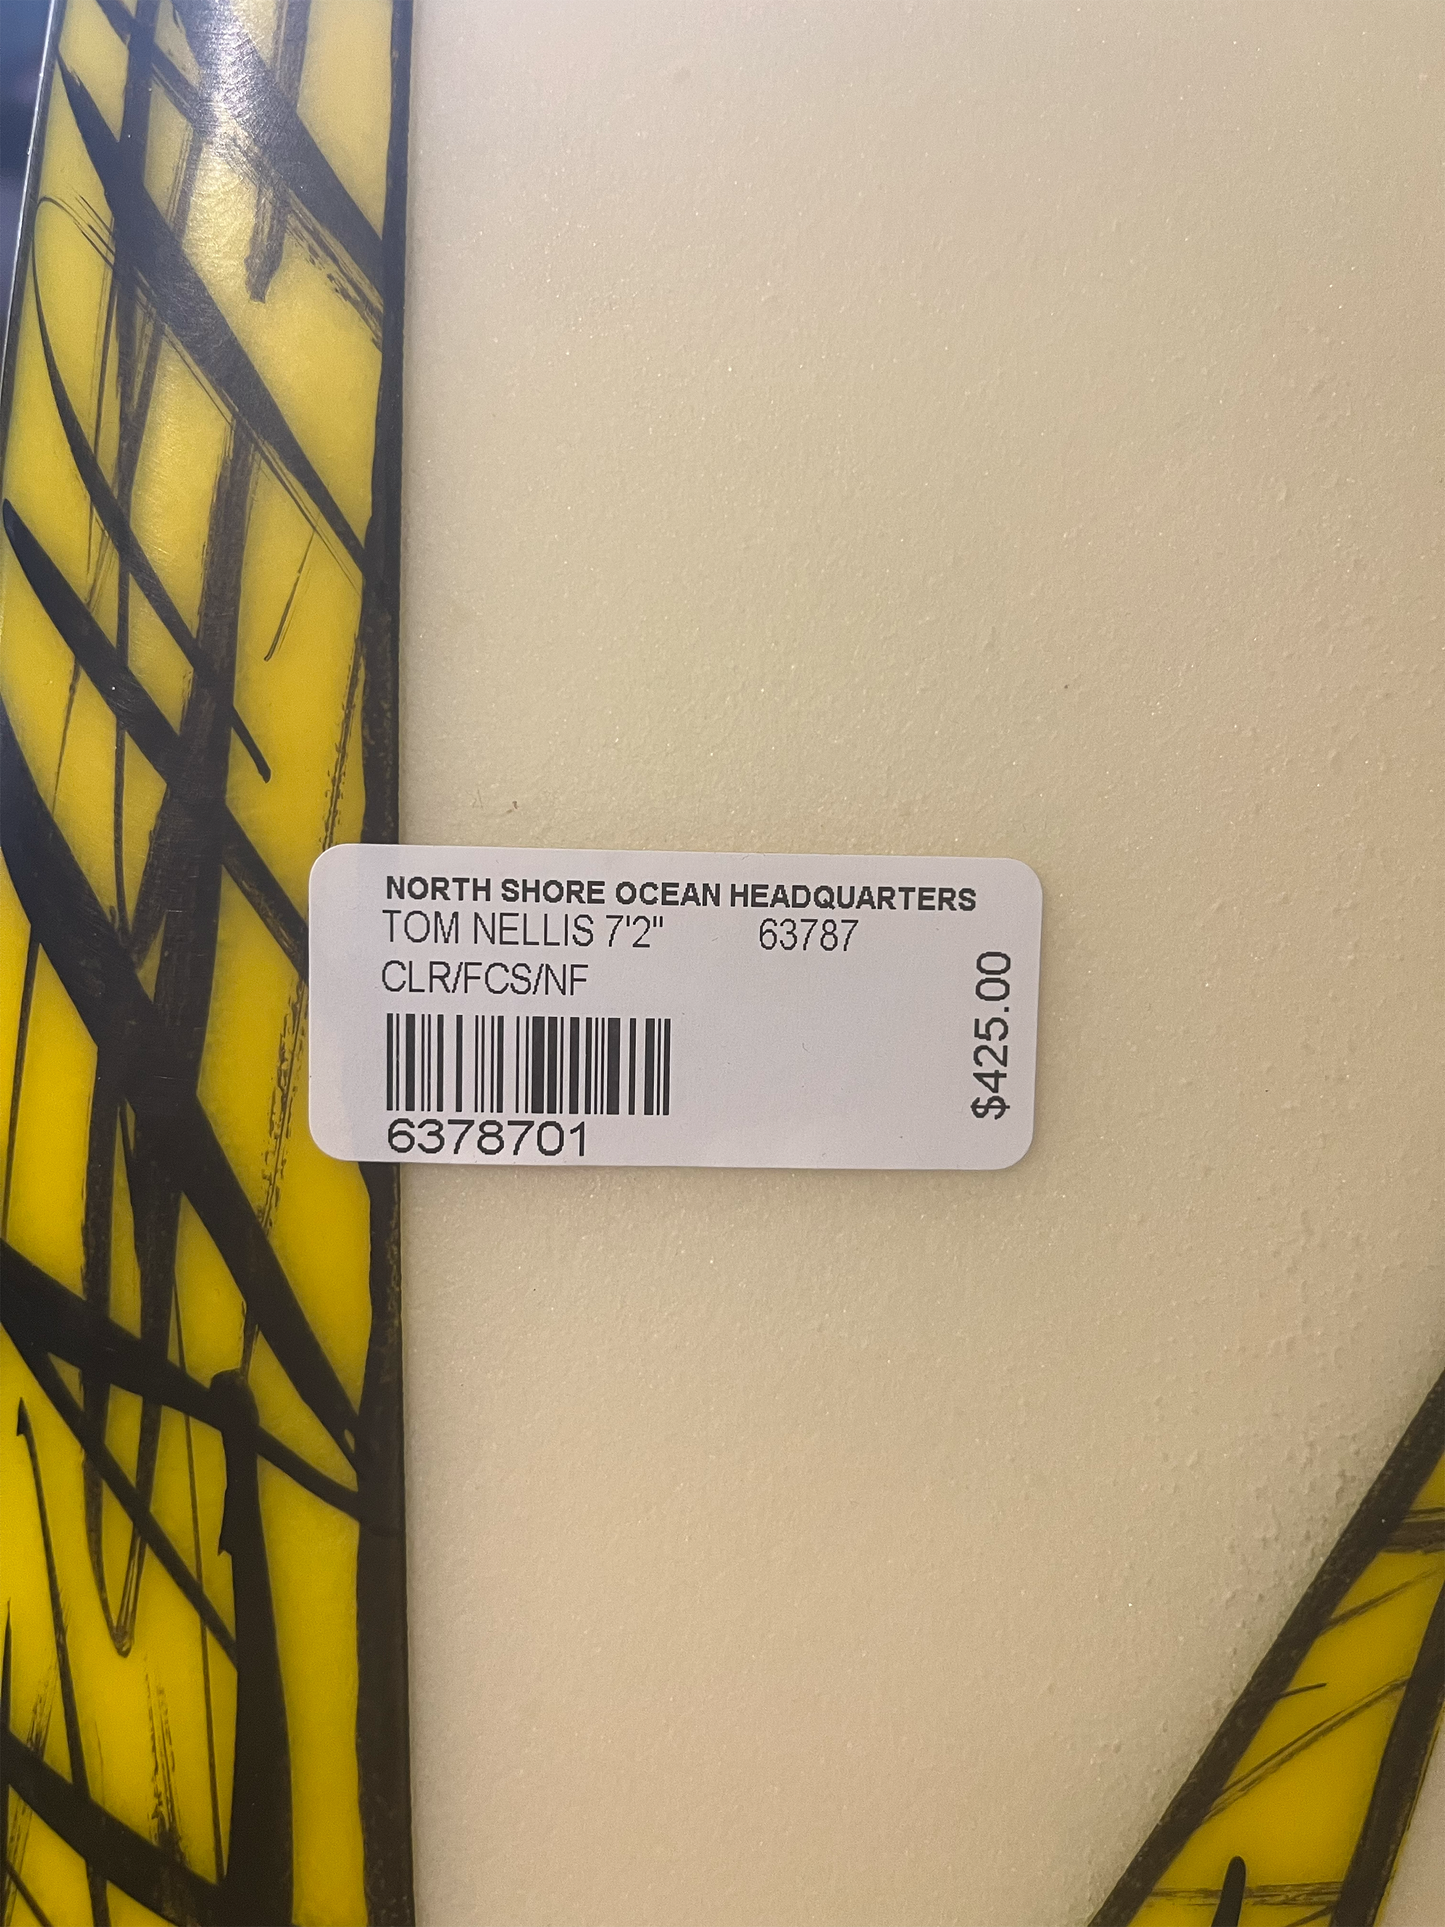 NORTH SHORE OCEAN HEADQUARTERS
TOM NELLIS 7'2" 63787
CLR/FCS/NF
6378701
$425.00